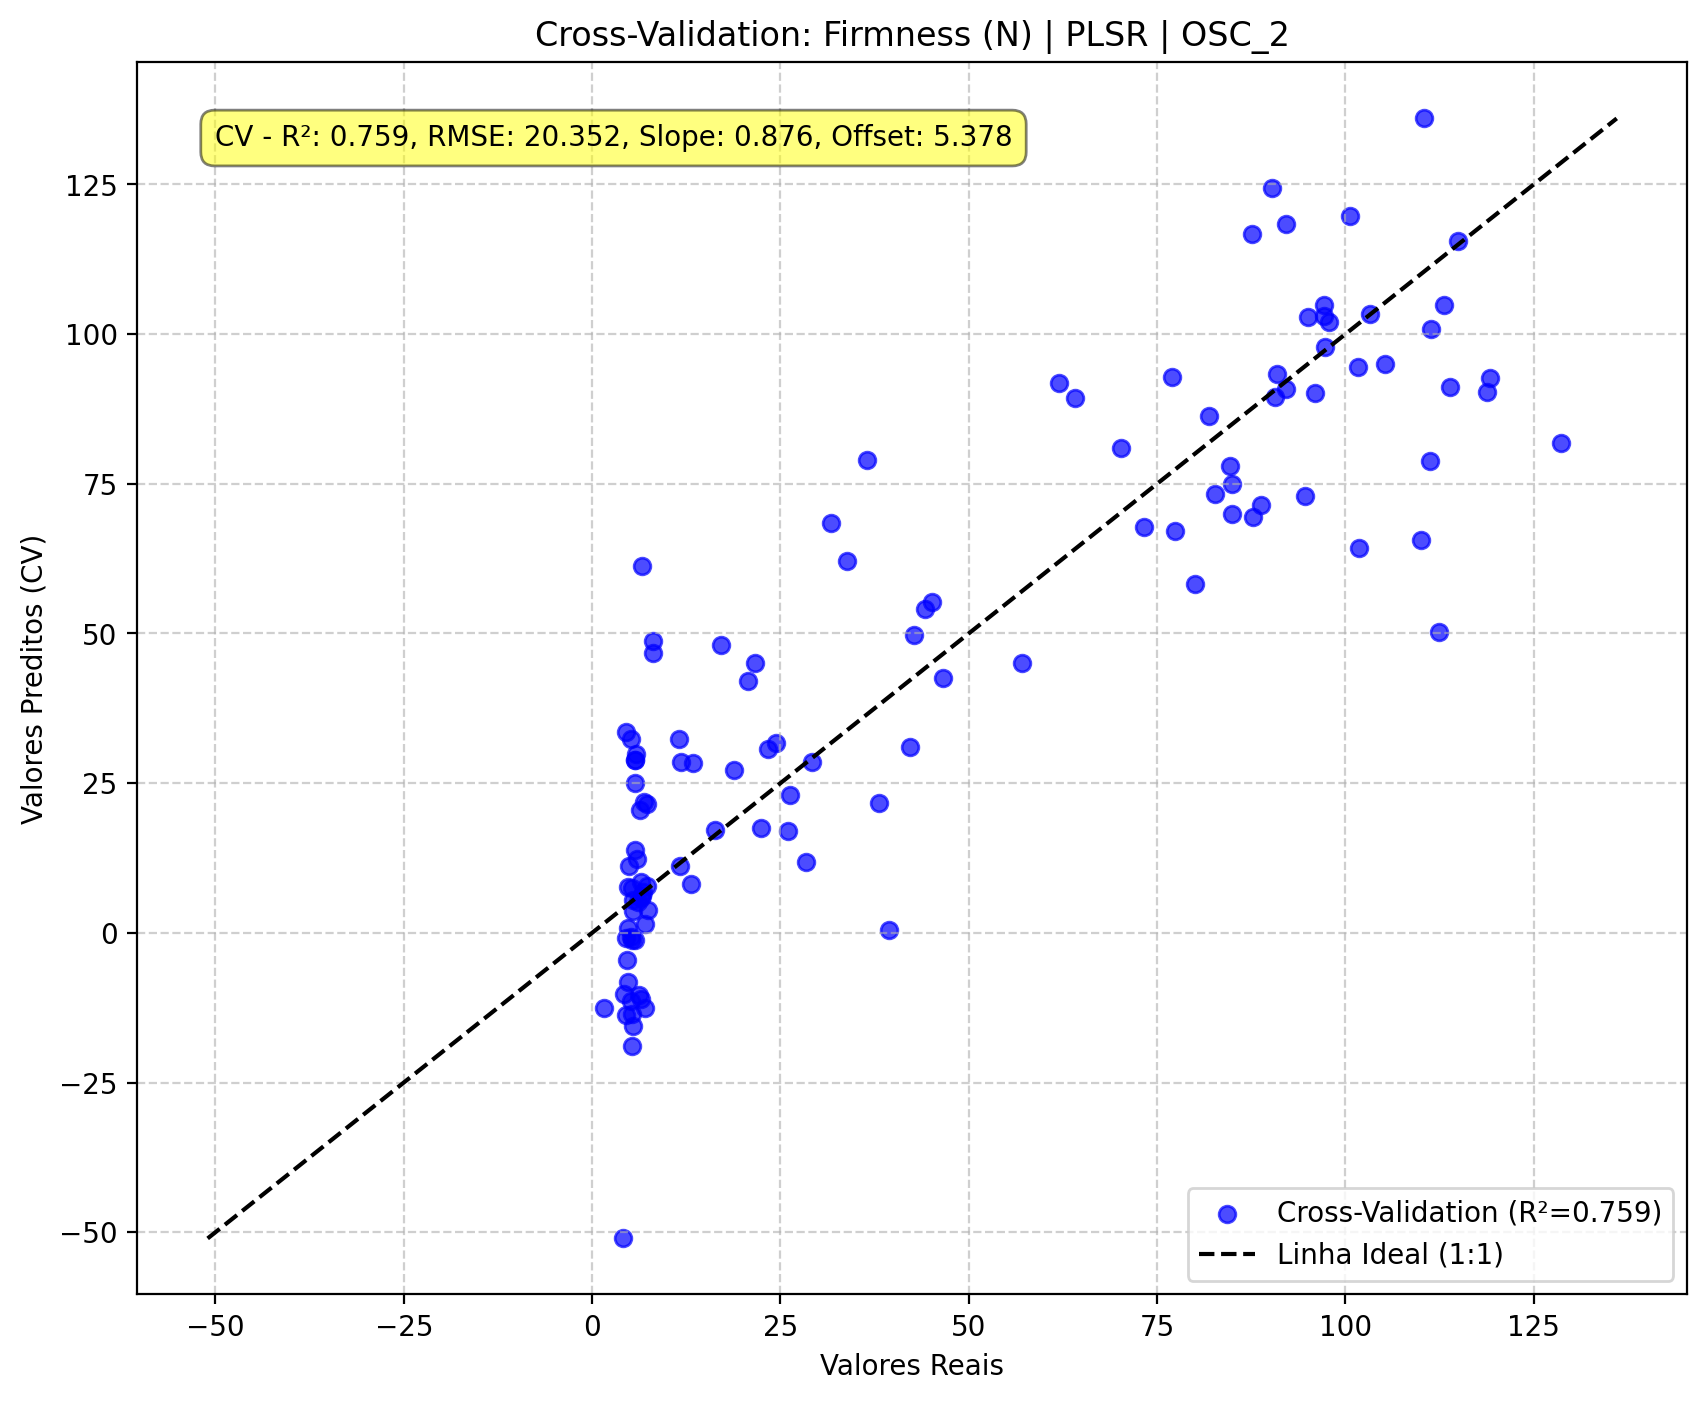 Cross-Validation: Firmness (N) | PLSR | OSC_2
CV - R²: 0.759, RMSE: 20.352, Slope: 0.876, Offset: 5.378
Valores Preditos (CV)
125
100
75
50
25
0
−25
−50
Cross-Validation (R²=0.759)
Linha Ideal (1:1)
−50 −25 0 25 50 75 100 125
Valores Reais